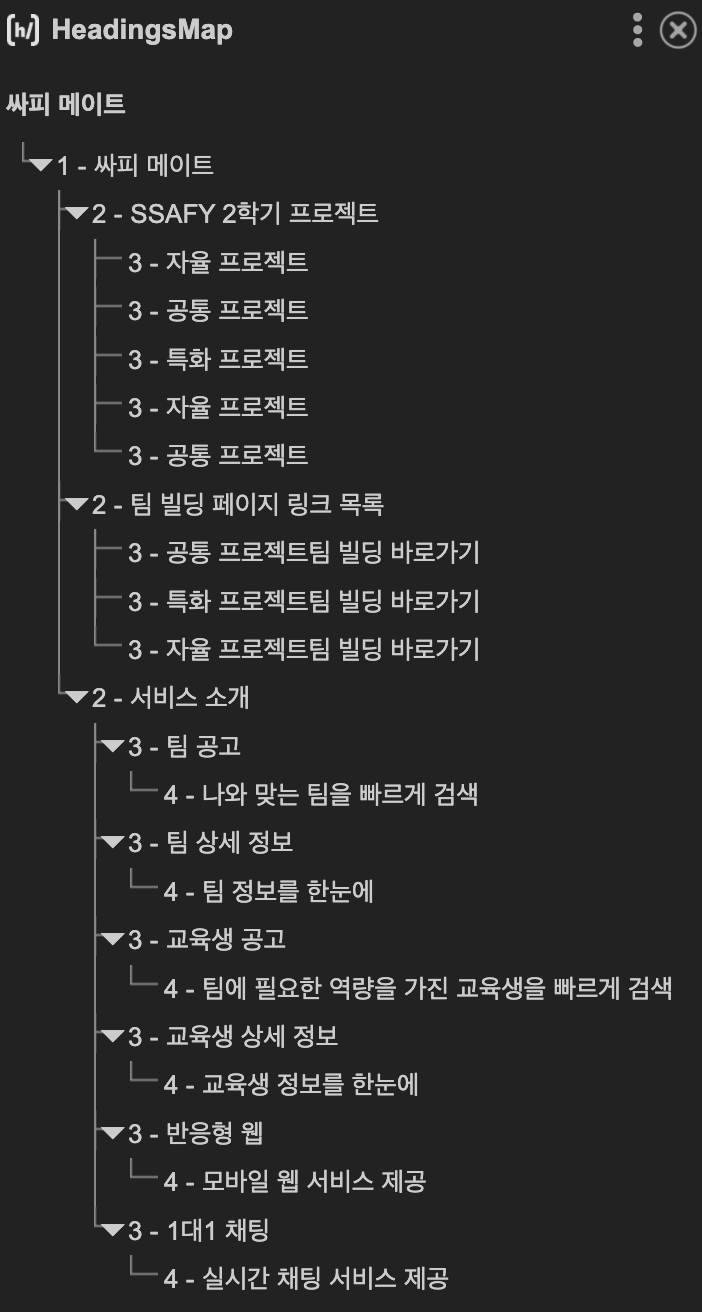 [h/] HeadingsMap
싸피 메이트
1 - 싸피 메이트
2 - SSAFY 2학기 프로젝트
3 - 자율 프로젝트
3 - 공통 프로젝트
3 - 특화 프로젝트
3 - 자율 프로젝트
3 - 공통 프로젝트
2 - 팀 빌딩 페이지 링크 목록
3 - 공통 프로젝트팀 빌딩 바로가기
3 - 특화 프로젝트팀 빌딩 바로가기
3 - 자율 프로젝트팀 빌딩 바로가기
2 - 서비스 소개
3 - 팀 공고
4 - 나와 맞는 팀을 빠르게 검색
3 - 팀 상세 정보
4 - 팀 정보를 한눈에
3 - 교육생 공고
4 - 팀에 필요한 역량을 가진 교육생을 빠르게 검색
3 - 교육생 상세 정보
4 - 교육생 정보를 한눈에
3 - 반응형 웹
4 - 모바일 웹 서비스 제공
3 - 1대1 채팅
4 - 실시간 채팅 서비스 제공